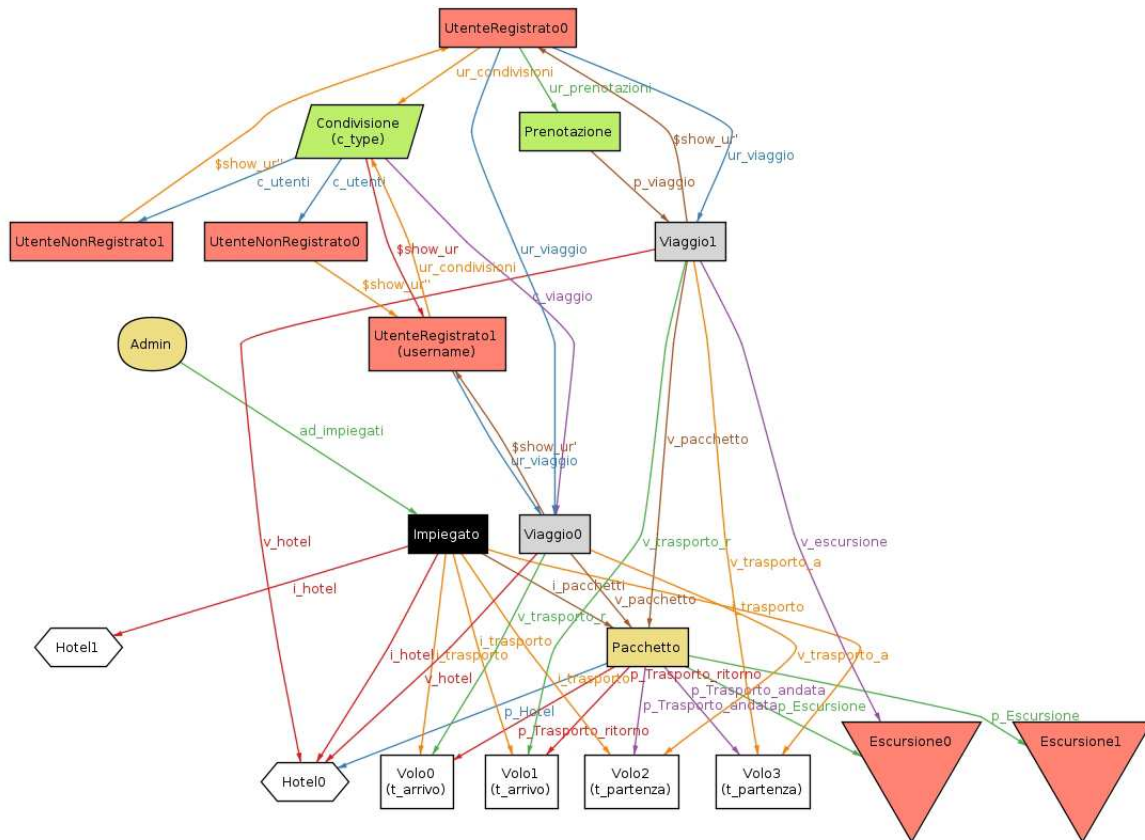 UtenteRegistrato0
ur_condivisioni
ur_prenotazioni
Condivisione
(c_type)
Prenotazione
$show_ur'
ur_viaggio
$show_ur''
p_viaggio
c_utenti
c_utenti
UtenteNonRegistrato1
UtenteNonRegistrato0
Viaggio1
$show_ur
ur_viaggio
ur_condivisioni
$show_ur''
c_viaggio
Admin
UtenteRegistrato1
(username)
ad_impiegati
$show_ur'
v_pacchetto
ur_viaggio
Impiegato
Viaggio0
v_hotel
v_trasporto_r
v_escursione
v_trasporto_a
i_hotel
i_pacchetti
v_pacchetto
i_trasporto
v_trasporto_r
Hotel1
Pacchetto
i_hotel
i_trasporto
i_trasporto
v_trasporto_a
v_hotel
i_trasporto
p_Trasporto_ritorno
p_Trasporto_andata
p_Trasporto_andata
p_Escursione
p_Hotel
p_Escursione
p_Trasporto_ritorno
Escursione0
Escursione1
Hotel0
Volo0
(t_arrivo)
Volo1
(t_arrivo)
Volo2
(t_partenza)
Volo3
(t_partenza)